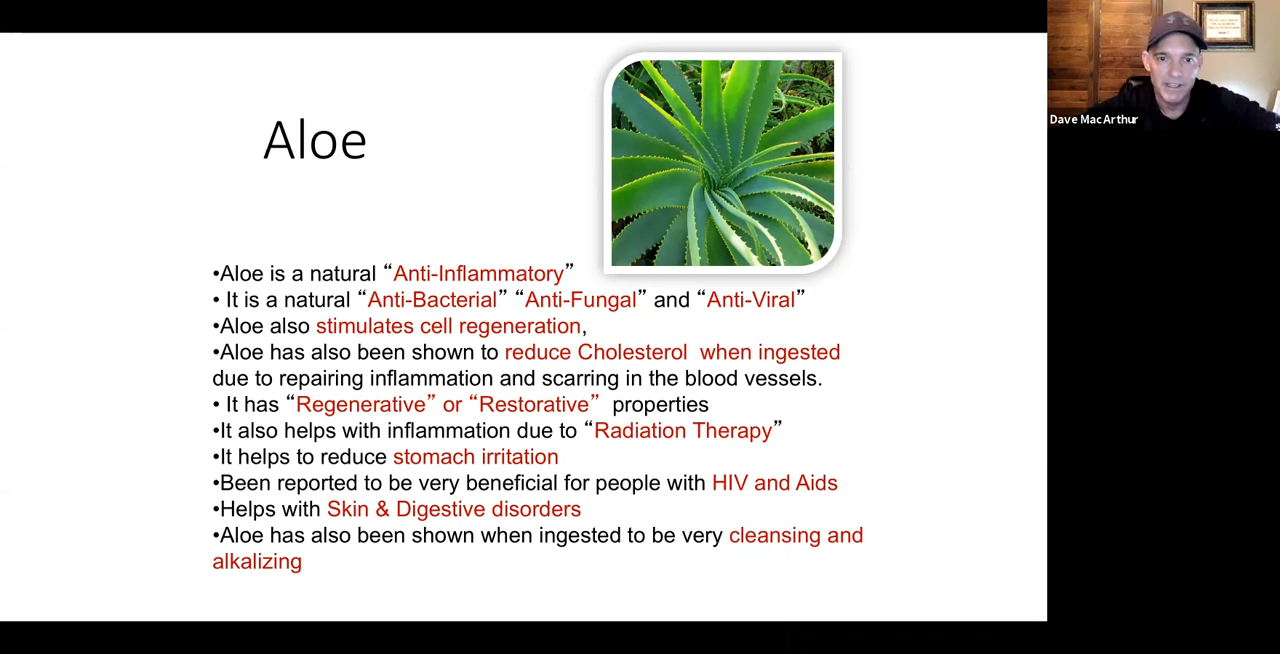 Aloe
•Aloe is a natural “Anti-Inflammatory”
• It is a natural “Anti-Bacterial” “Anti-Fungal” and “Anti-Viral”
•Aloe also stimulates cell regeneration,
•Aloe has also been shown to reduce Cholesterol  when ingested
due to repairing inflammation and scarring in the blood vessels.
• It has “Regenerative” or “Restorative”  properties
•It also helps with inflammation due to “Radiation Therapy”
•It helps to reduce stomach irritation
•Been reported to be very beneficial for people with HIV and Aids
•Helps with Skin & Digestive disorders
•Aloe has also been shown when ingested to be very cleansing and
alkalizing
Dave MacArthur